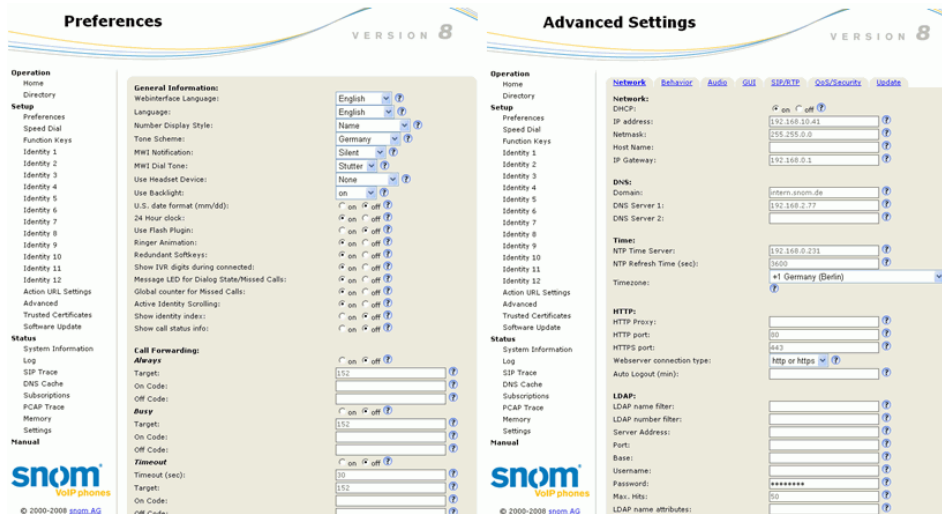 Preferences
VERSION 8
Operation
Home
Directory
Setup
Preferences
Speed Dial
Function Keys
Identity 1
Identity 2
Identity 3
Identity 4
Identity 5
Identity 6
Identity 7
Identity 8
Identity 9
Identity 10
Identity 11
Identity 12
Action URL Settings
Advanced
Trusted Certificates
Software Update
Status
System Information
Log
SIP Trace
DNS Cache
Subscriptions
PCAP Trace
Memory
Settings
Manual
snom
VoIP phones
© 2000-2008 snom AG
General Information:
Webinterface Language: English
Language: English
Number Display Style: Name
Tone Scheme: Germany
MWI Notification: Silent
MWI Dial Tone: Stutter
Use Headset Device: None
Use Backlight: on
U.S. date format (mm/dd): on off
24 Hour clock: on off
Use Flash Plugin: on off
Ringer Animation: on off
Redundant Softkeys: on off
Show IVR digits during connected: on off
Message LED for Dialog State/Missed Calls: on off
Global counter for Missed Calls: on off
Active Identity Scrolling: on off
Show identity index: on off
Show call status info: on off
Call Forwarding:
Always on off
Target: 152
On Code:
Off Code:
Busy on off
Target: 152
On Code:
Off Code:
Timeout on off
Timeout (sec): 30
Target: 152
On Code:
Off Code:
Advanced Settings
VERSION 8
Operation
Home
Directory
Setup
Preferences
Speed Dial
Function Keys
Identity 1
Identity 2
Identity 3
Identity 4
Identity 5
Identity 6
Identity 7
Identity 8
Identity 9
Identity 10
Identity 11
Identity 12
Action URL Settings
Advanced
Trusted Certificates
Software Update
Status
System Information
Log
SIP Trace
DNS Cache
Subscriptions
PCAP Trace
Memory
Settings
Manual
snom
VoIP phones
© 2000-2008 snom AG
Network Behavior Audio GUI SIP/RTP QoS/Security Update
Network:
DHCP: on off
IP address: 192.168.10.41
Netmask: 255.255.0.0
Host Name:
IP Gateway: 192.168.0.1
DNS:
Domain: intern.snom.de
DNS Server 1: 192.168.2.77
DNS Server 2:
Time:
NTP Time Server: 192.168.0.231
NTP Refresh Time (sec): 3600
Timezone: +1 Germany (Berlin)
HTTP:
HTTP Proxy:
HTTP port: 80
HTTPS port: 443
Webserver connection type: http or https
Auto Logout (min):
LDAP:
LDAP name filter:
LDAP number filter:
Server Address:
Port:
Base:
Username:
Password: ********
Max. Hits: 50
LDAP name attributes: